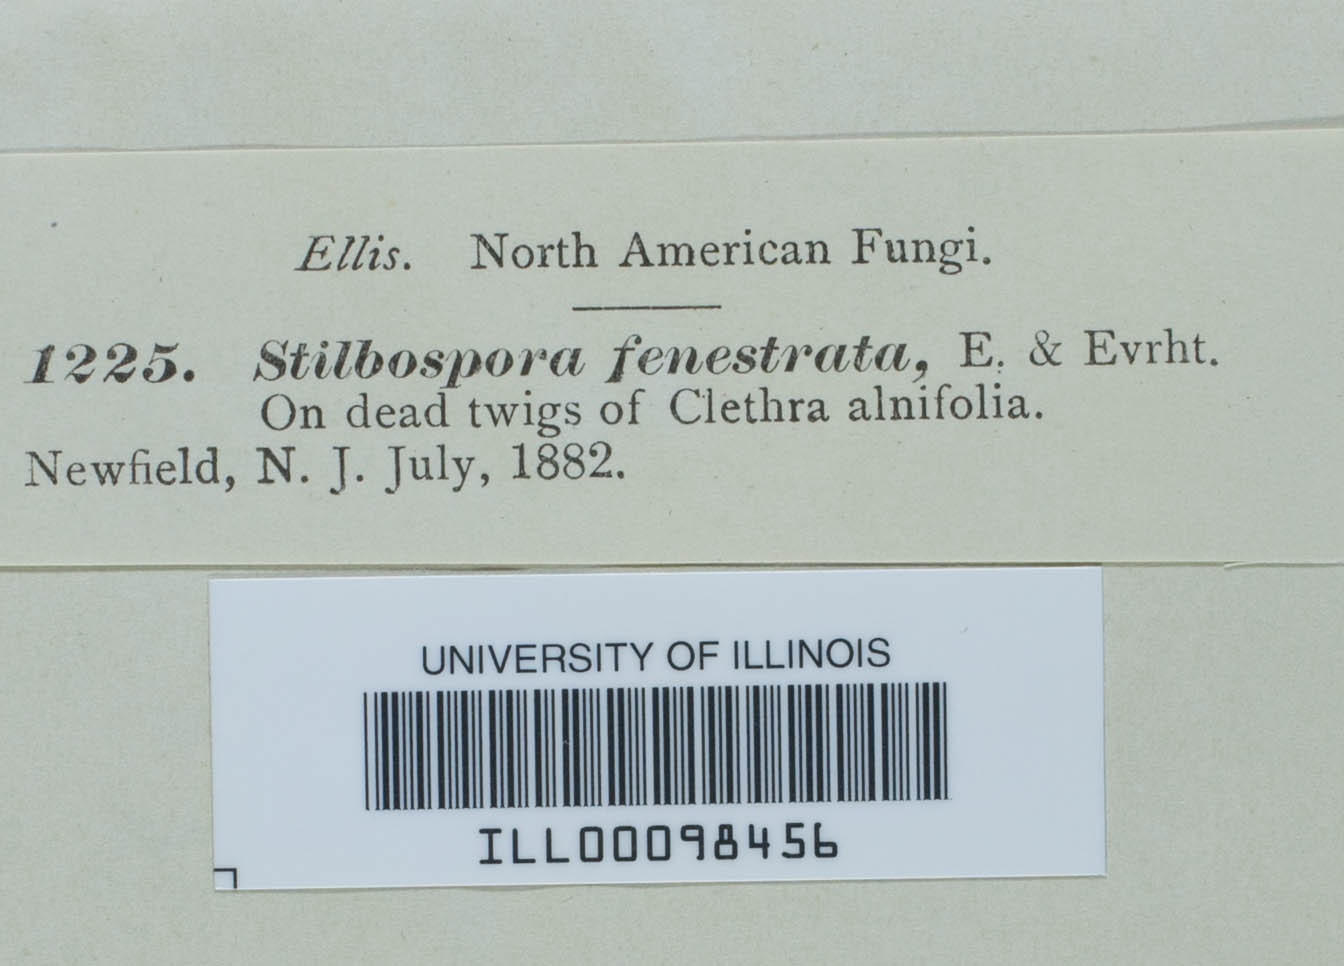 Ellis. North American Fungi.
1225. Stilbospora fenestrata, E. & Evrht.
On dead twigs of Clethra alnifolia.
Newfield, N. J. July, 1882.
UNIVERSITY OF ILLINOIS
ILL00098456